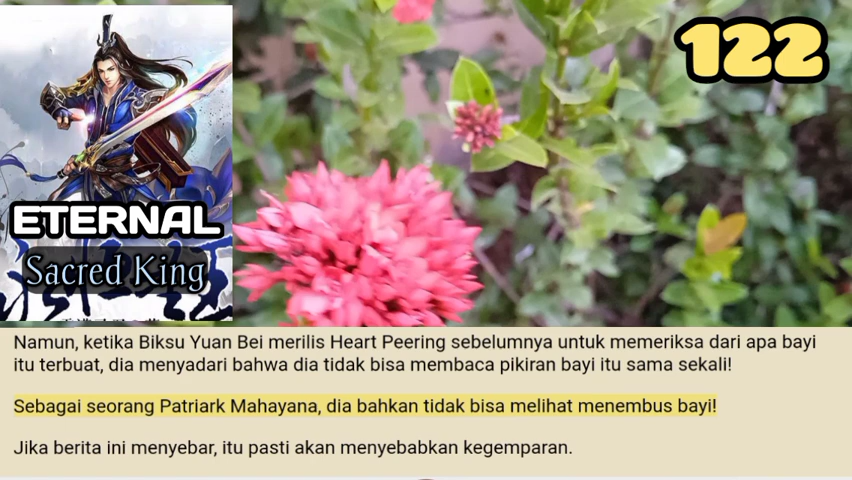 122
ETERNAL
Sacred King
Namun, ketika Biksu Yuan Bei merilis Heart Peering sebelumnya untuk memeriksa dari apa bayi
itu terbuat, dia menyadari bahwa dia tidak bisa membaca pikiran bayi itu sama sekali!
Sebagai seorang Patriark Mahayana, dia bahkan tidak bisa melihat menembus bayi!
Jika berita ini menyebar, itu pasti akan menyebabkan kegemparan.